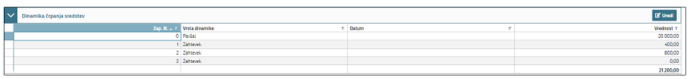 Dinamika črpanja sredstev
Uredi
Zap. št. Vrsta dinamike Datum Vrednost
0 20.000,00
1 Zahtevek 400,00
2 Zahtevek 800,00
3 Zahtevek 0,00
21.200,00